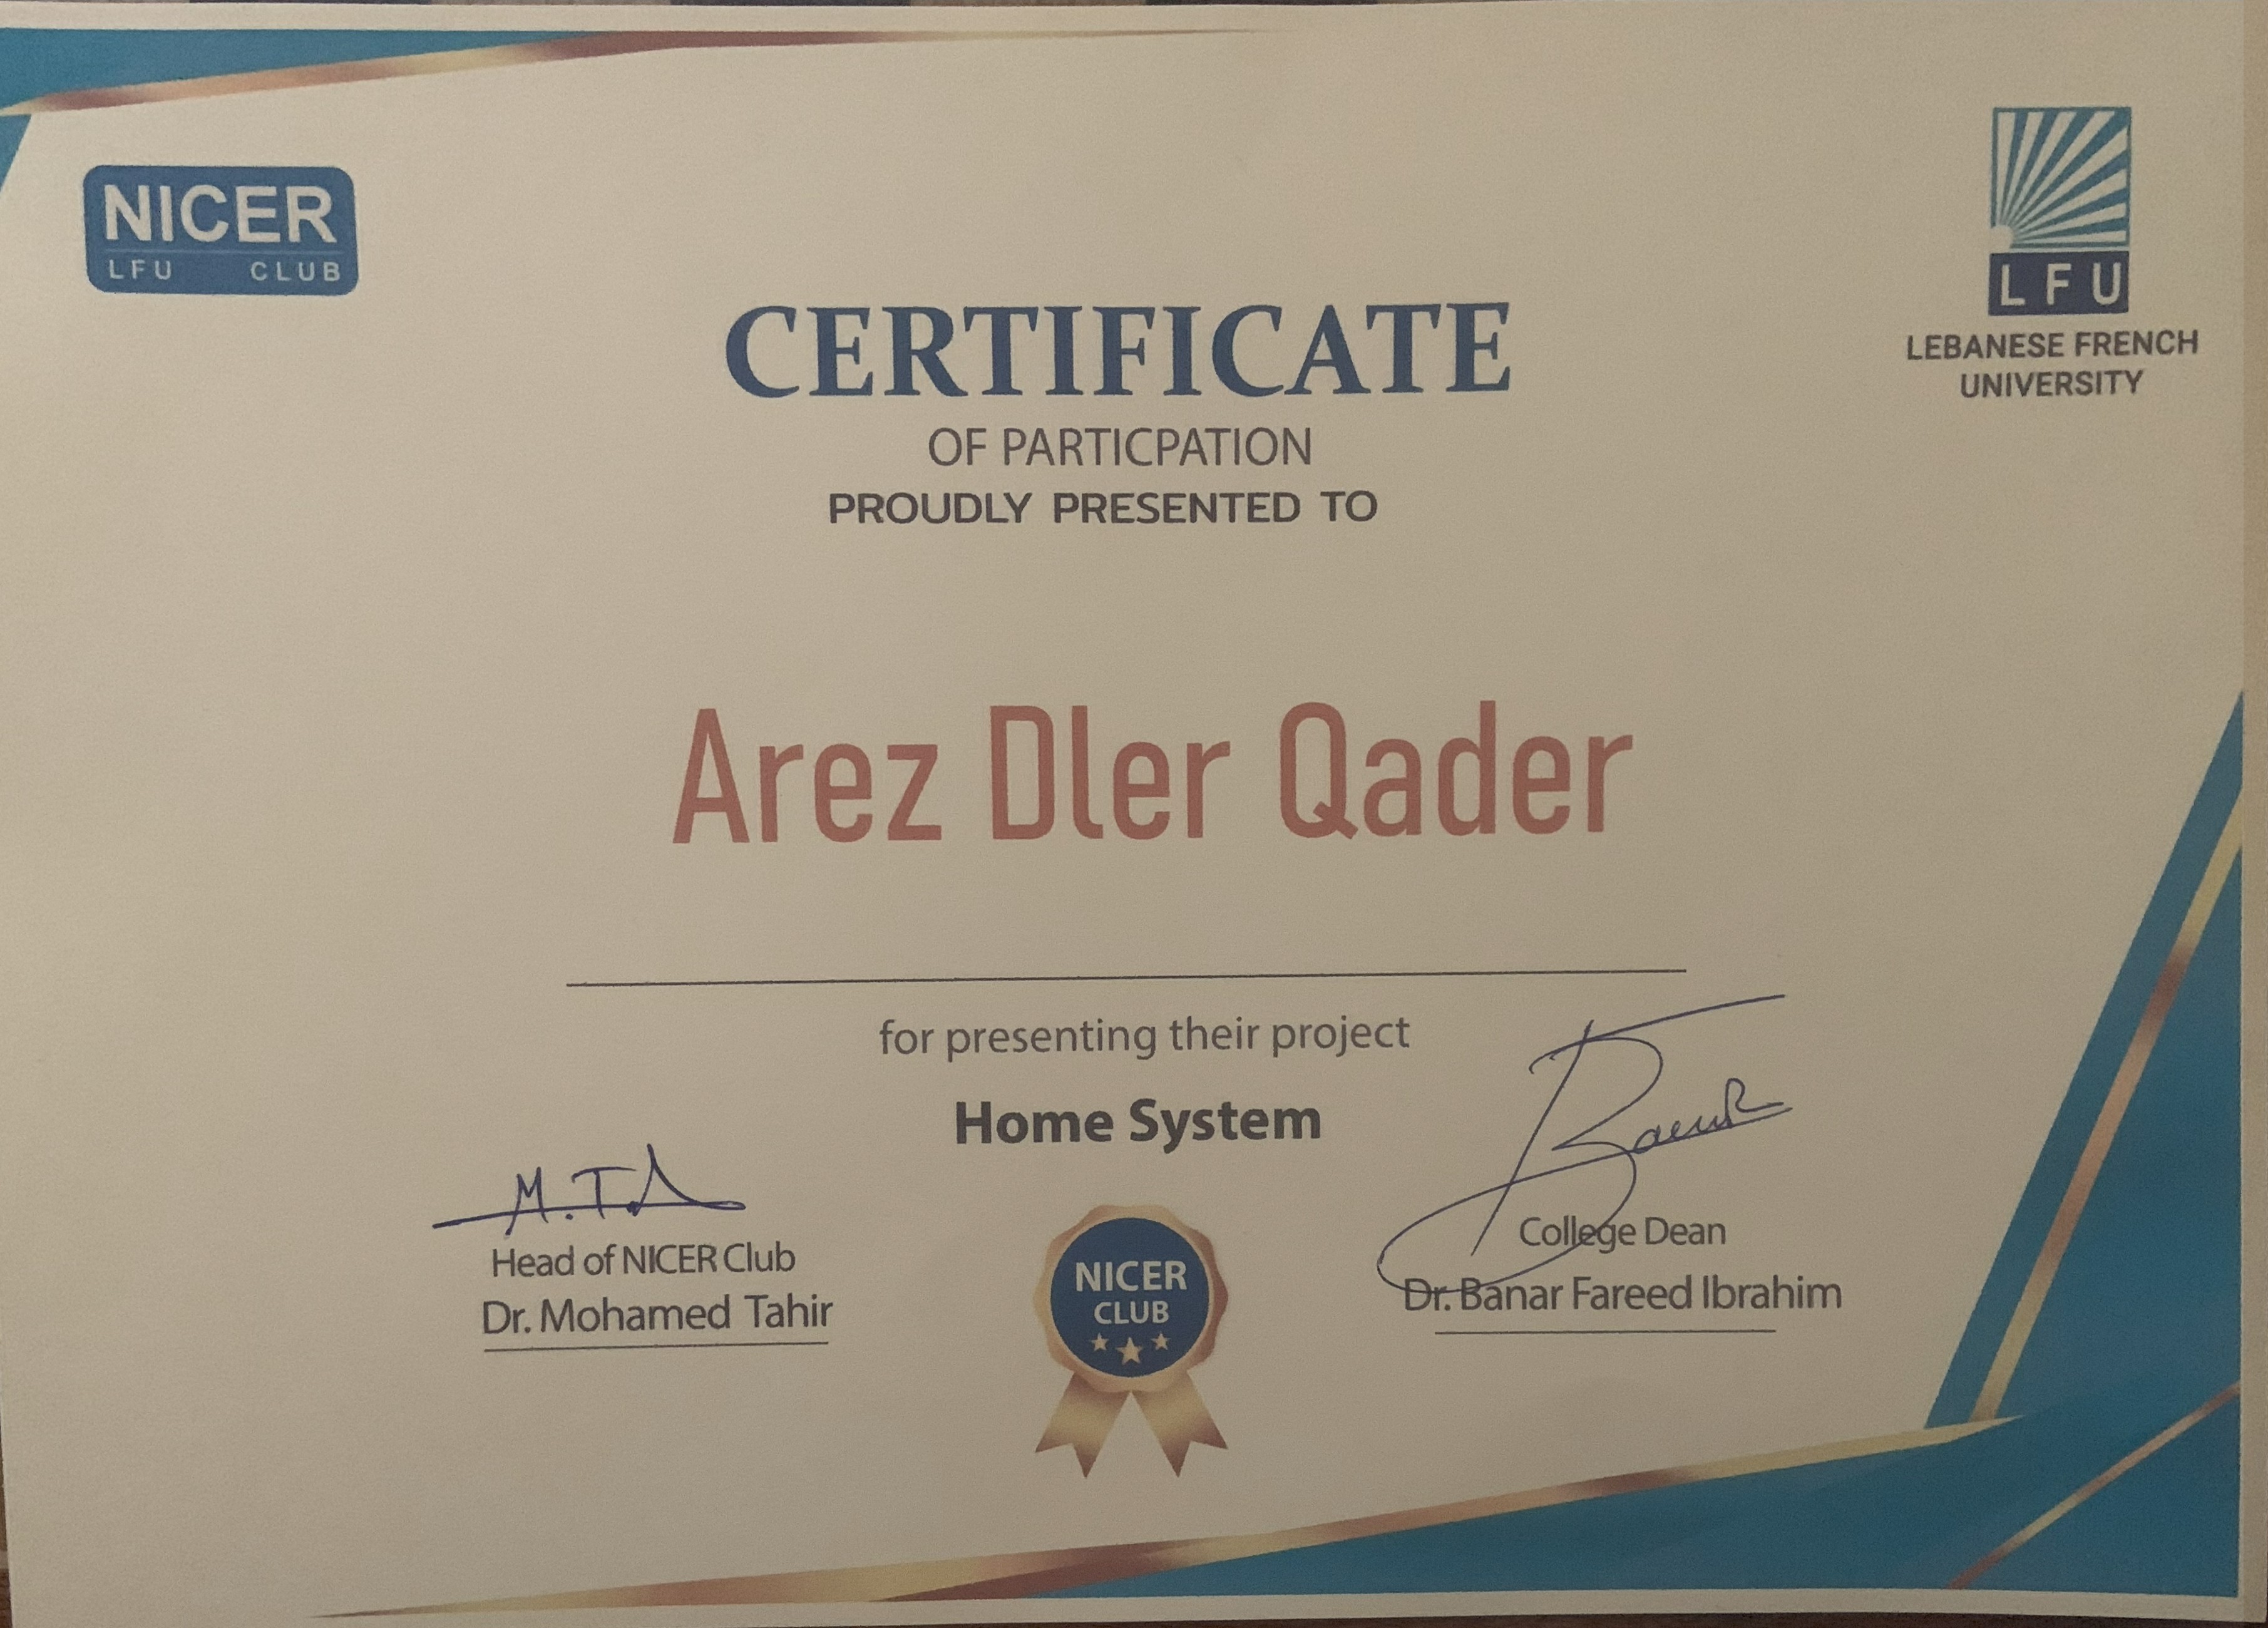 NICER
LFU CLUB
LFU
LEBANESE FRENCH
UNIVERSITY
CERTIFICATE
OF PARTICPATION
PROUDLY PRESENTED TO
Arez Dler Qader
for presenting their project
Home System
M.T
Head of NICER Club
Dr. Mohamed Tahir
NICER
CLUB
College Dean
Dr. Banar Fareed Ibrahim